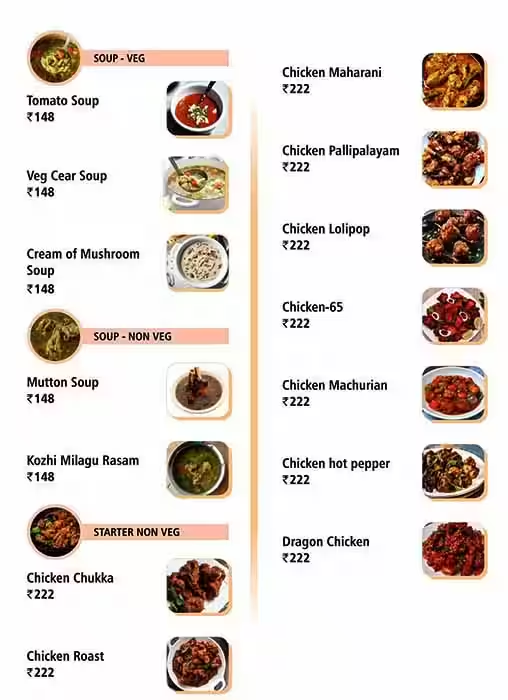 SOUP - VEG
Tomato Soup
₹148
Veg Cear Soup
₹148
Cream of Mushroom
Soup
₹148
SOUP - NON VEG
Mutton Soup
₹148
Kozhi Milagu Rasam
₹148
STARTER NON VEG
Chicken Chukka
₹222
Chicken Roast
₹222
Chicken Maharani
₹222
Chicken Pallipalayam
₹222
Chicken Lolipop
₹222
Chicken-65
₹222
Chicken Machurian
₹222
Chicken hot pepper
₹222
Dragon Chicken
₹222